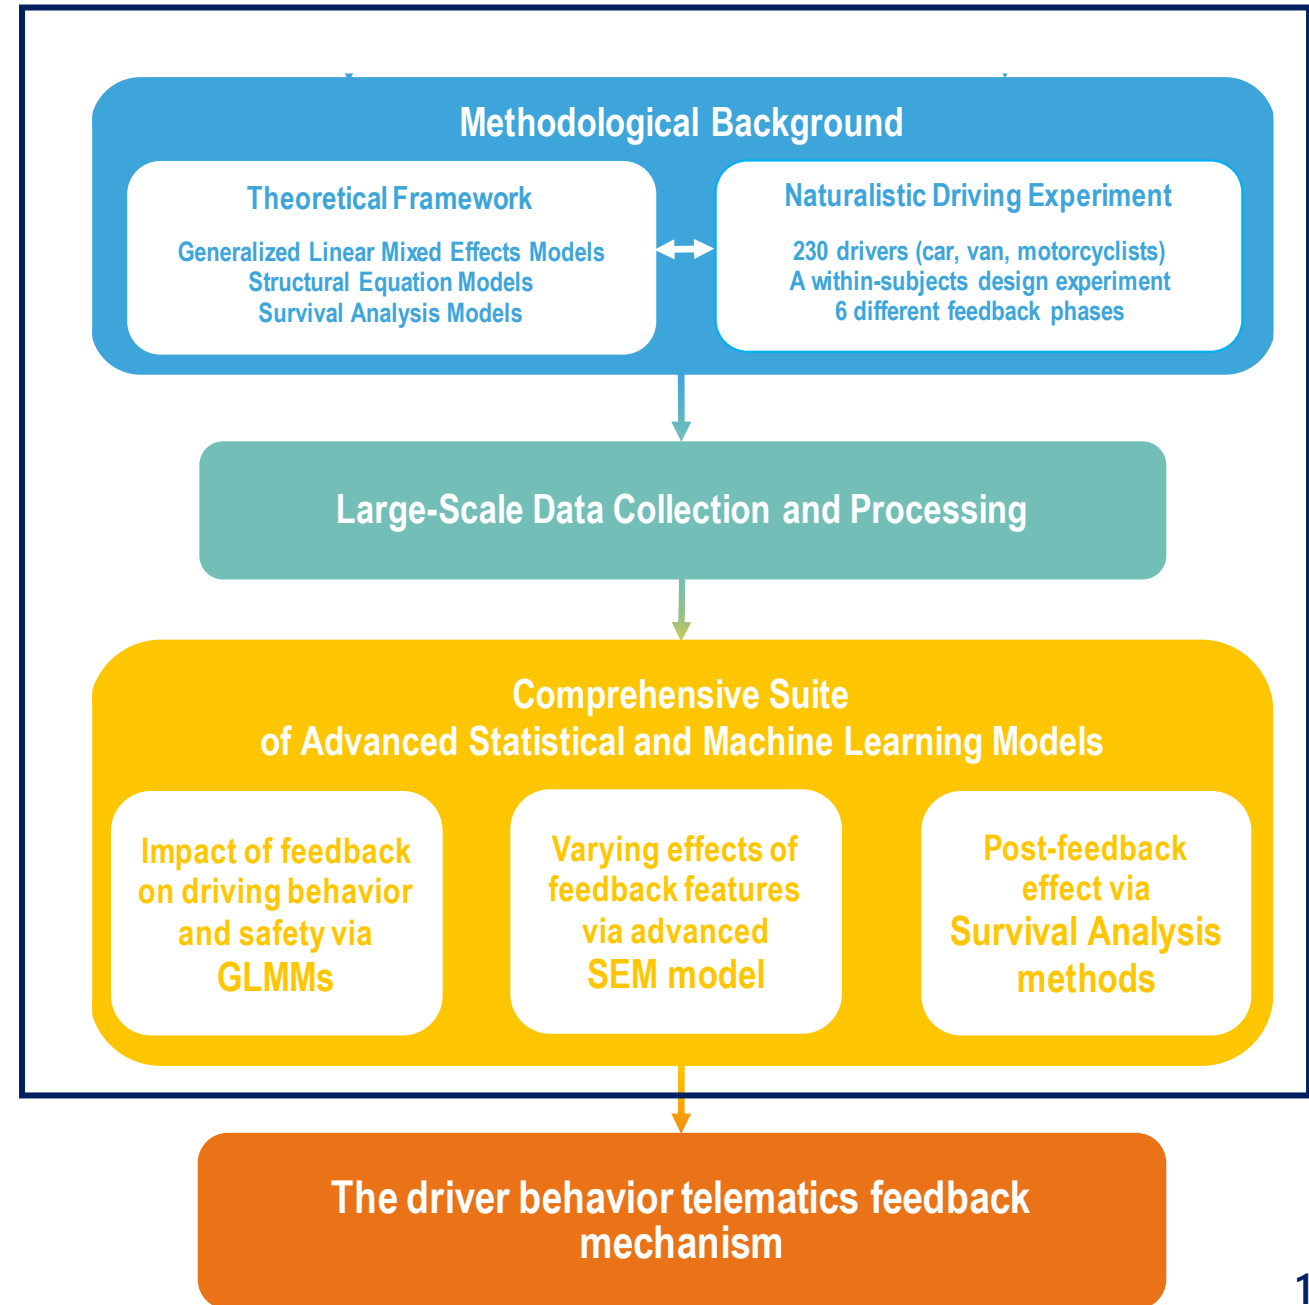 Methodological Background
Theoretical Framework
Generalized Linear Mixed Effects Models
Structural Equation Models
Survival Analysis Models
Naturalistic Driving Experiment
230 drivers (car, van, motorcyclists)
A within-subjects design experiment
6 different feedback phases
Large-Scale Data Collection and Processing
Comprehensive Suite
of Advanced Statistical and Machine Learning Models
Impact of feedback
on driving behavior
and safety via
GLMMs
Varying effects of
feedback features
via advanced
SEM model
Post-feedback
effect via
Survival Analysis
methods
The driver behavior telematics feedback
mechanism